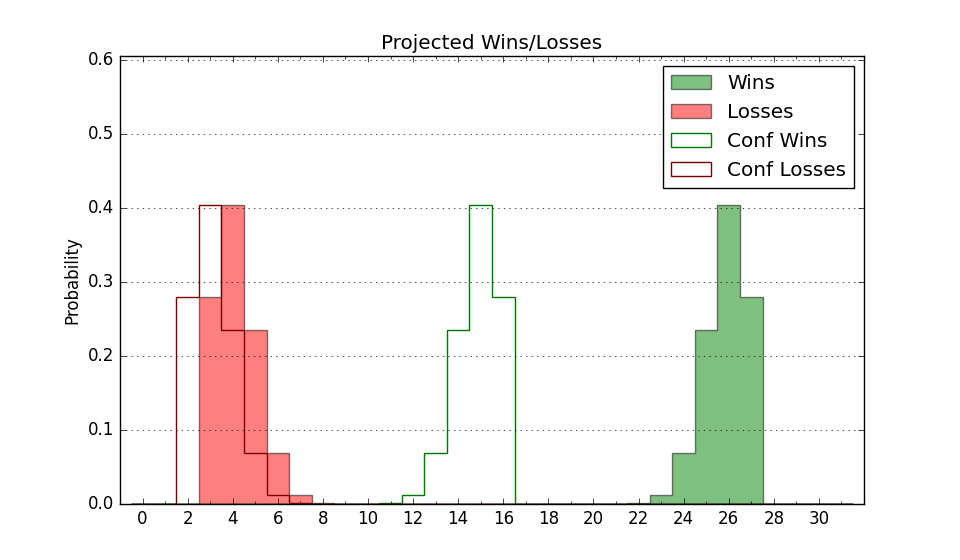 Projected Wins/Losses
0.6
0.5
0.4
0.3
0.2
0.1
0.0
Probability
Wins
Losses
Conf Wins
Conf Losses
0 2 4 6 8 10 12 14 16 18 20 22 24 26 28 30